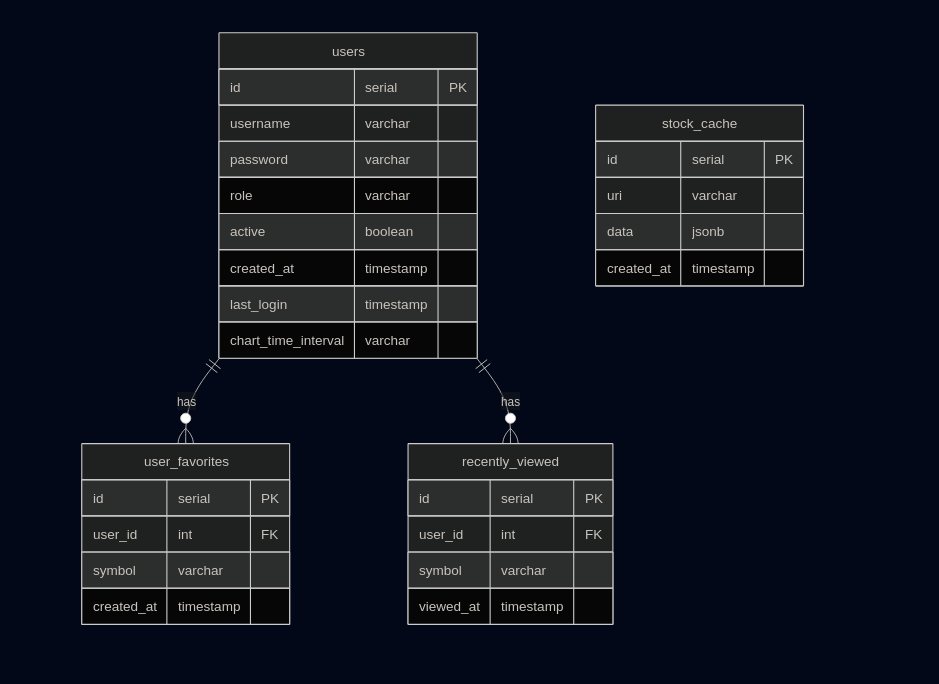 users
id serial PK
username varchar
password varchar
role varchar
active boolean
created_at timestamp
last_login timestamp
chart_time_interval varchar
stock_cache
id serial PK
uri varchar
data jsonb
created_at timestamp
has
has
user_favorites
id serial PK
user_id int FK
symbol varchar
created_at timestamp
recently_viewed
id serial PK
user_id int FK
symbol varchar
viewed_at timestamp